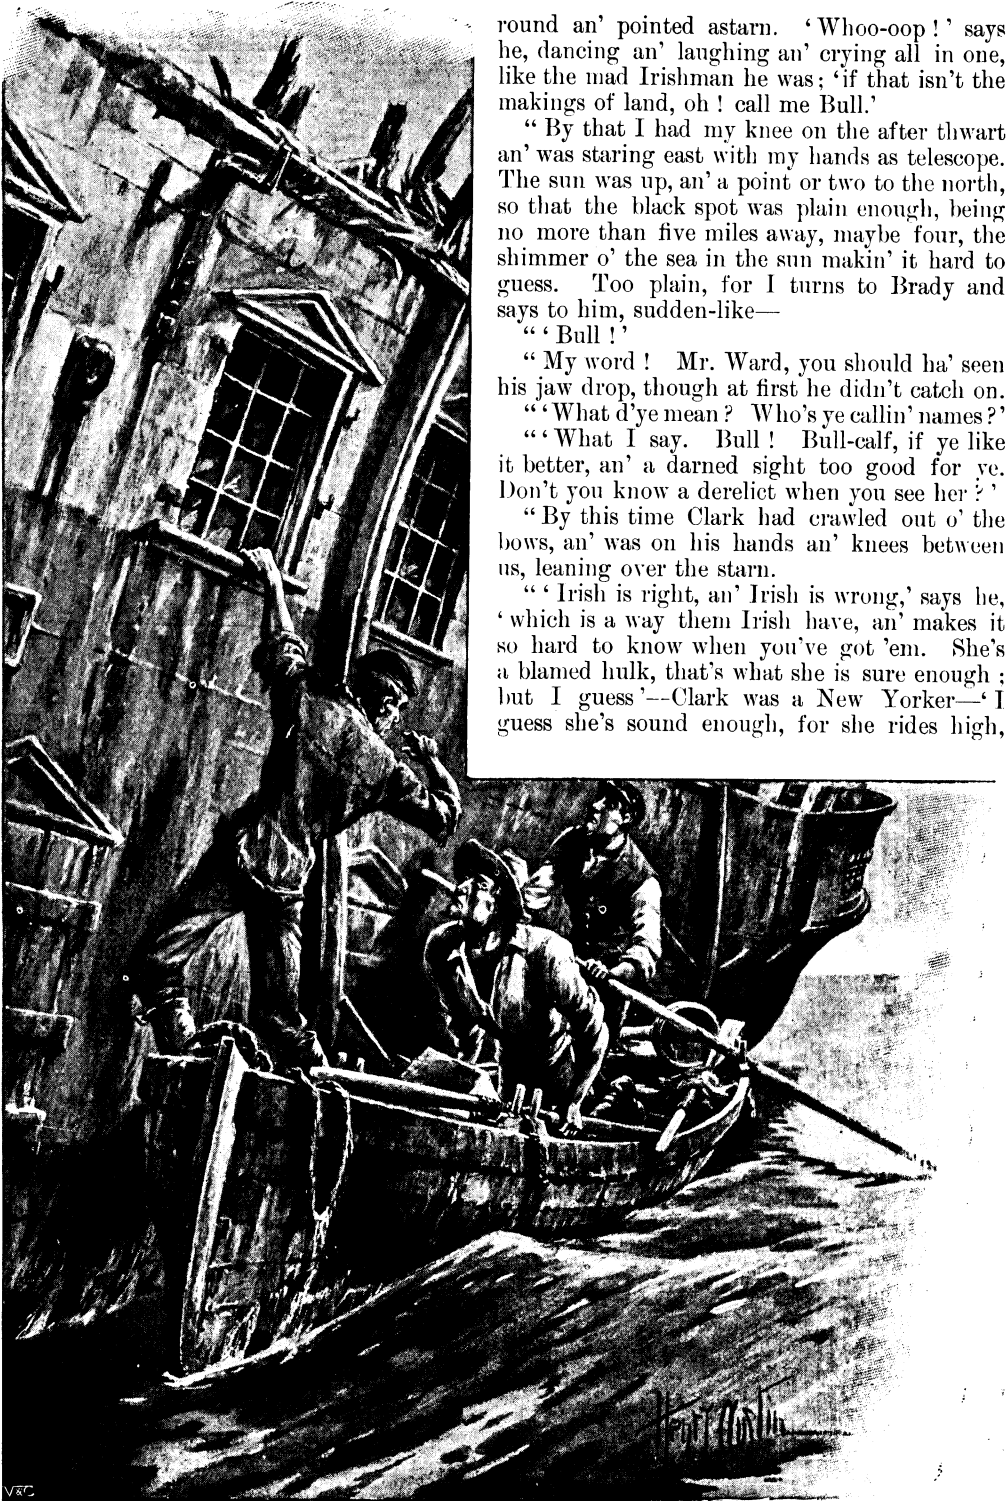 round an' pointed astarn. ‘Whoo-oop!’ says
he, dancing an' laughing an' crying all in one,
like the mad Irishman he was; ‘if that isn't the
makings of land, oh! call me Bull.’
“By that I had my knee on the after thwart
an' was staring east with my hands as telescope.
The sun was up, an' a point or two to the north,
so that the black spot was plain enough, being
no more than five miles away, maybe four, the
shimmer o' the sea in the sun makin' it hard to
guess. Too plain, for I turns to Brady and
says to him, sudden-like—
“‘Bull!’
“My word! Mr. Ward, you should ha' seen
his jaw drop, though at first he didn't catch on.
“‘What d'ye mean? Who's ye callin' names?’
“‘What I say. Bull! Bull-calf, if ye like
it better, an' a darned sight too good for ye.
Don't you know a derelict when you see her?’
“By this time Clark had crawled out o' the
bows, an' was on his hands an' knees between
us, leaning over the starn.
“‘Irish is right, an' Irish is wrong,’ says he,
‘which is a way them Irish have, an' makes it
so hard to know when you've got 'em. She's
a blamed hulk, that's what she is sure enough;
but I guess’—Clark was a New Yorker—‘I
guess she's sound enough, for she rides high,
Henry Austin
V&C